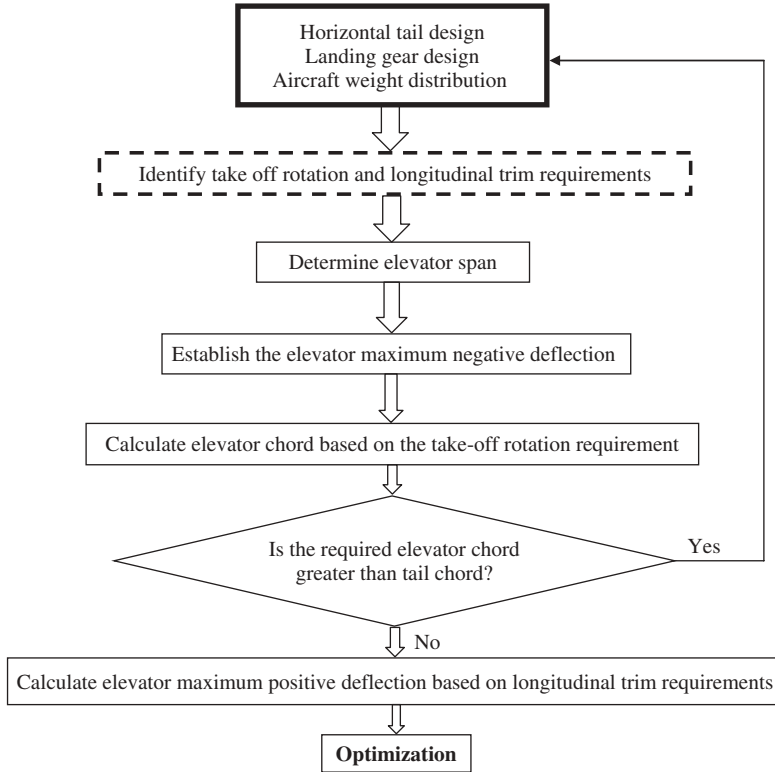 Horizontal tail design
Landing gear design
Aircraft weight distribution
Identify take off rotation and longitudinal trim requirements
Determine elevator span
Establish the elevator maximum negative deflection
Calculate elevator chord based on the take-off rotation requirement
Is the required elevator chord
greater than tail chord?
Yes
No
Calculate elevator maximum positive deflection based on longitudinal trim requirements
Optimization